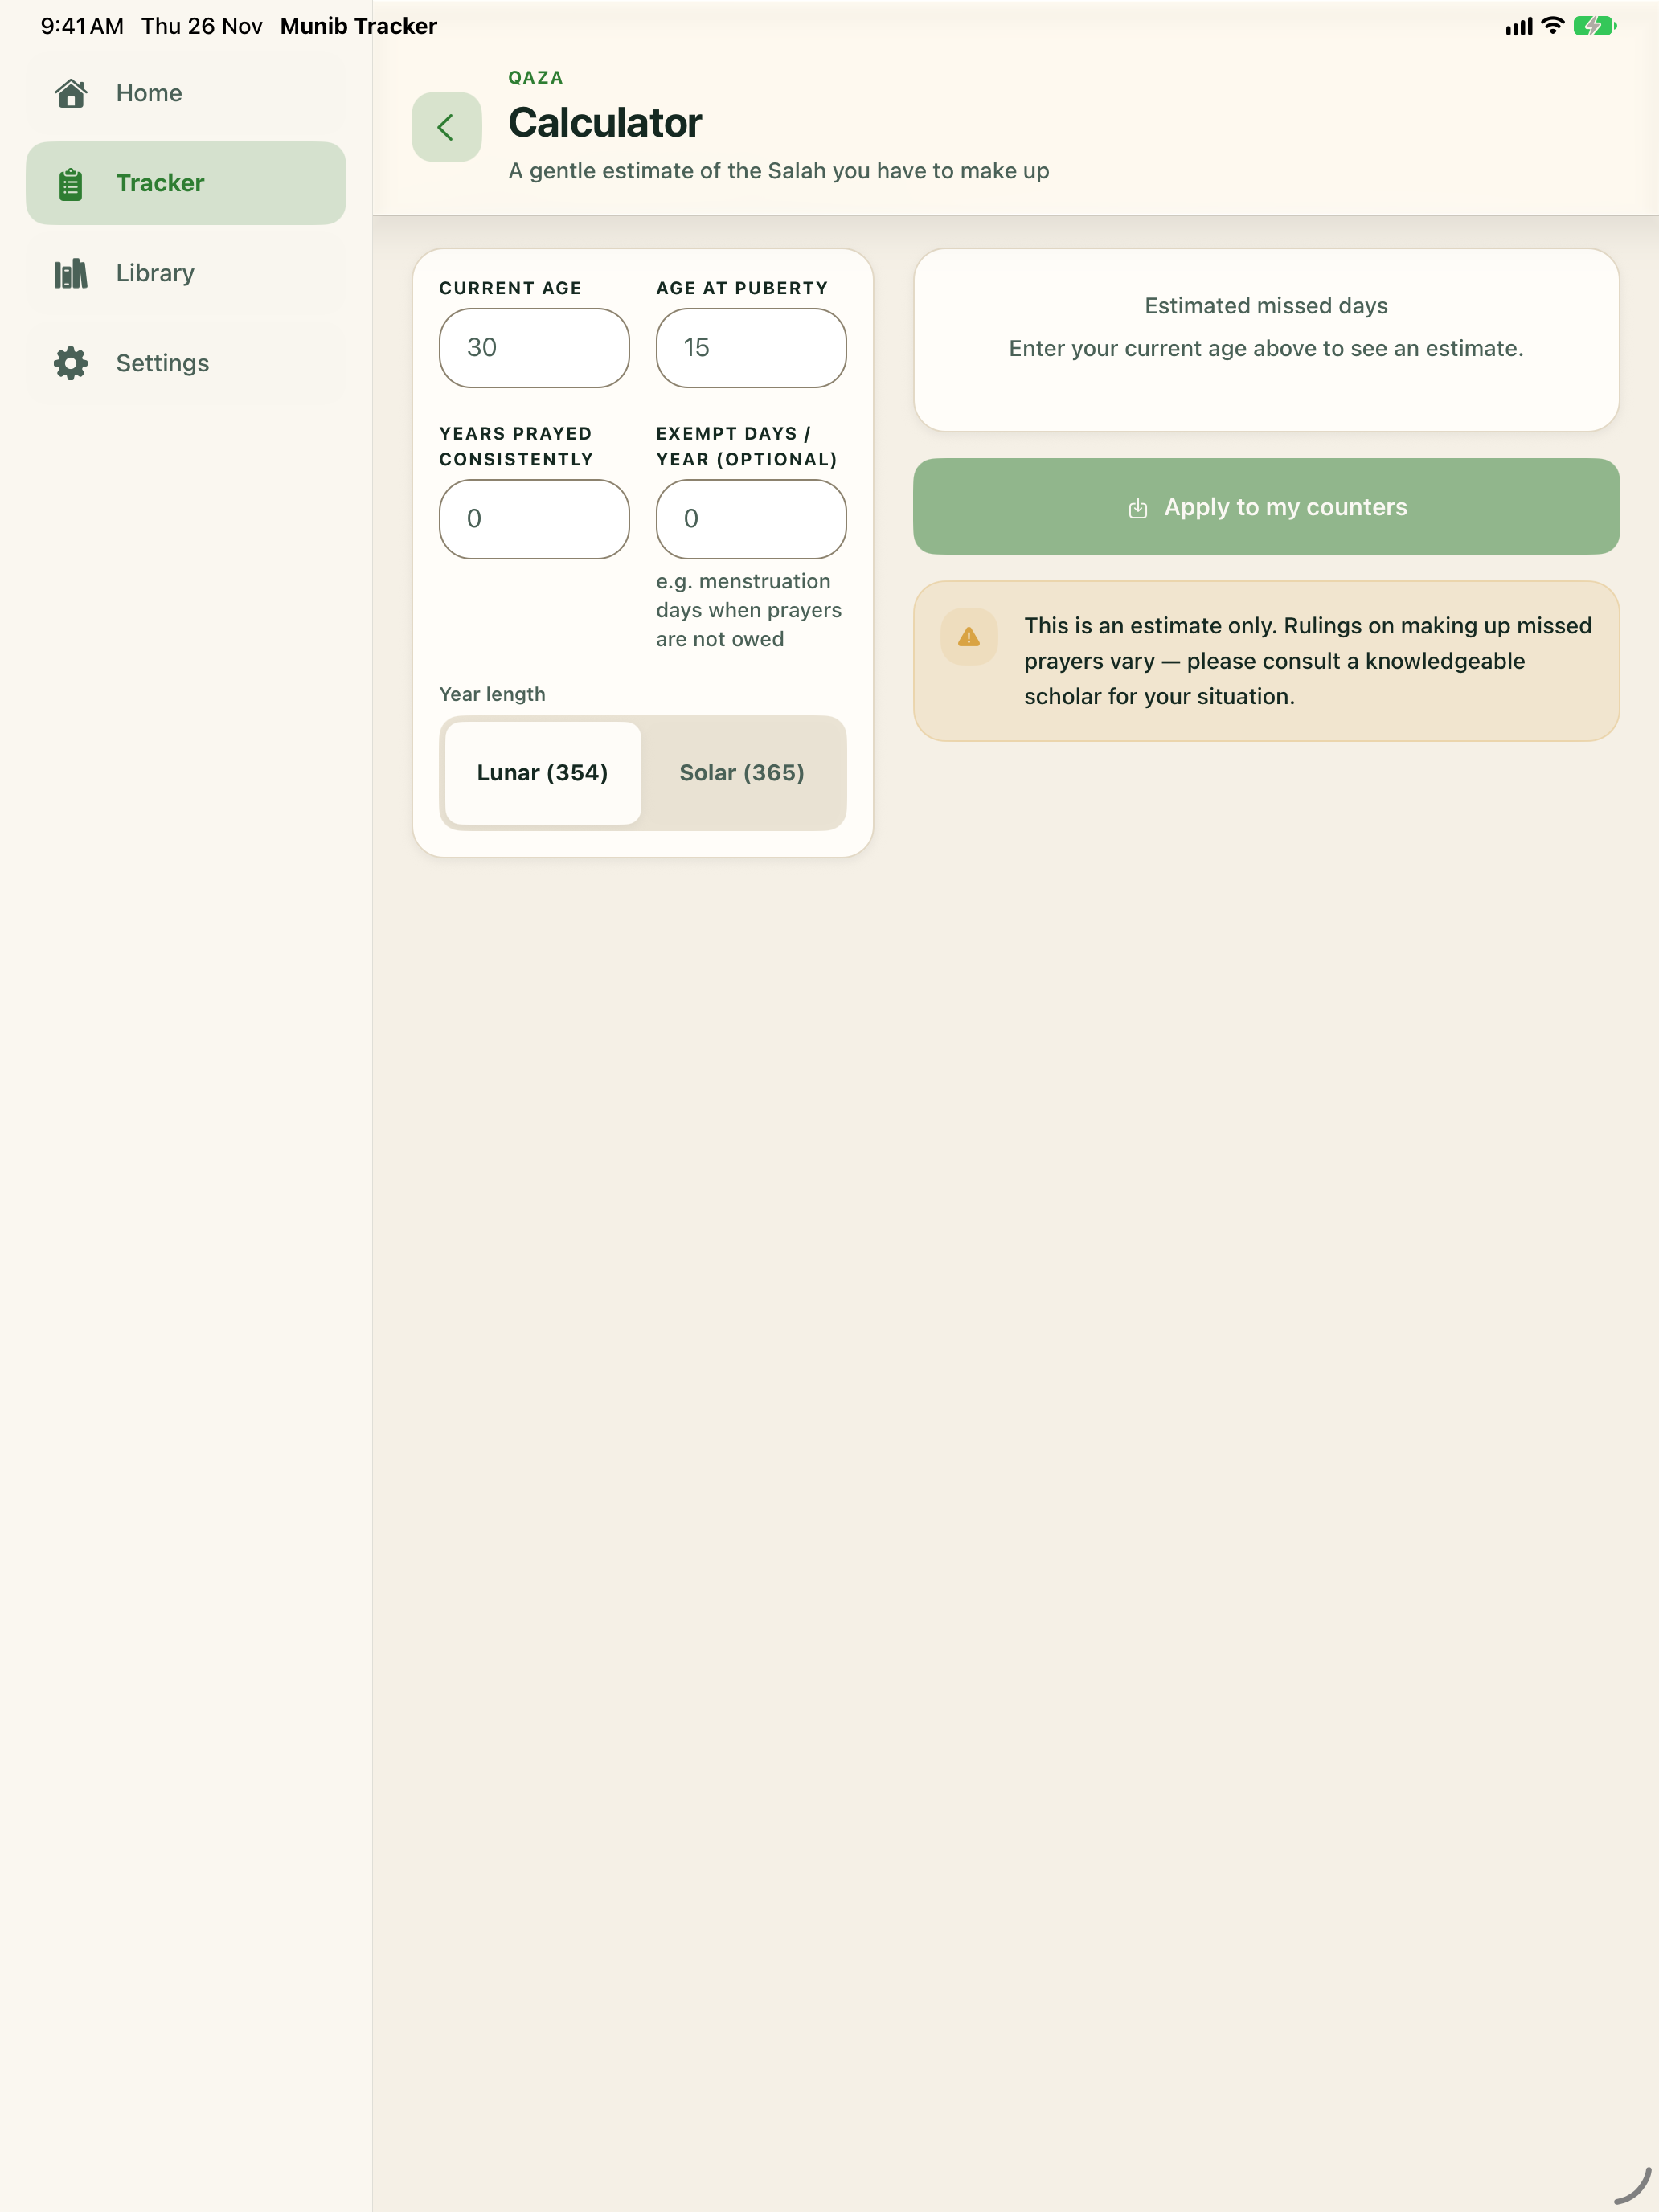 9:41 AM Thu 26 Nov Munib Tracker
Home
Tracker
Library
Settings
QAZA
Calculator
A gentle estimate of the Salah you have to make up
CURRENT AGE
30
AGE AT PUBERTY
15
YEARS PRAYED
CONSISTENTLY
0
EXEMPT DAYS /
YEAR (OPTIONAL)
0
e.g. menstruation
days when prayers
are not owed
Year length
Lunar (354)
Solar (365)
Estimated missed days
Enter your current age above to see an estimate.
Apply to my counters
This is an estimate only. Rulings on making up missed
prayers vary — please consult a knowledgeable
scholar for your situation.